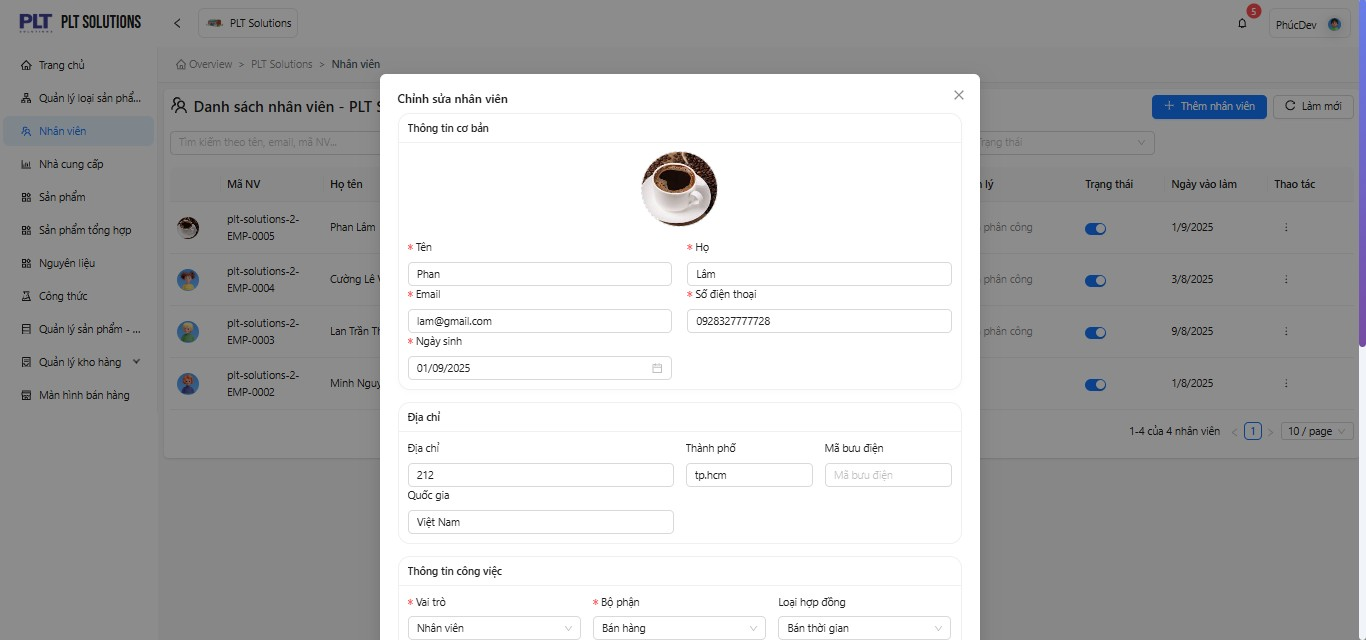 PLT SOLUTIONS
PLT SOLUTIONS
PLT Solutions
5
PhúcDev
Trang chủ
Quản lý loại sản phẩ...
Nhân viên
Nhà cung cấp
Sản phẩm
Sản phẩm tổng hợp
Nguyên liệu
Công thức
Quản lý sản phẩm - ...
Quản lý kho hàng
Màn hình bán hàng
Overview > PLT Solutions > Nhân viên
Danh sách nhân viên - PLT S
Thêm nhân viên
Làm mới
Tìm kiếm theo tên, email, mã NV...
trạng thái
Mã NV
Họ tên
lý
Trạng thái
Ngày vào làm
Thao tác
plt-solutions-2-
EMP-0005
Phan Lâm
phân công
1/9/2025
plt-solutions-2-
EMP-0004
Cường Lê V
phân công
3/8/2025
plt-solutions-2-
EMP-0003
Lan Trần Th
phân công
9/8/2025
plt-solutions-2-
EMP-0002
Minh Nguy
1/8/2025
1-4 của 4 nhân viên
1
10 / page
Chỉnh sửa nhân viên
Thông tin cơ bản
* Tên
* Họ
Phan
Lâm
* Email
* Số điện thoại
lam@gmail.com
0928327777728
* Ngày sinh
01/09/2025
Địa chỉ
Địa chỉ
Thành phố
Mã bưu điện
212
tp.hcm
Mã bưu điện
Quốc gia
Việt Nam
Thông tin công việc
* Vai trò
* Bộ phận
Loại hợp đồng
Nhân viên
Bán hàng
Bán thời gian